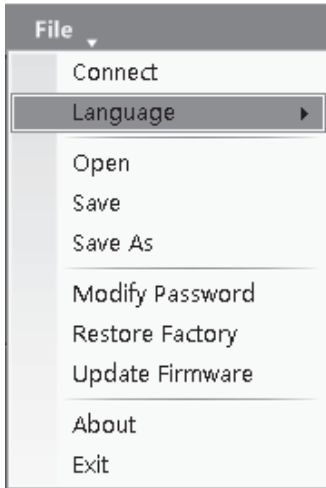 File
Connect
Language
Open
Save
Save As
Modify Password
Restore Factory
Update Firmware
About
Exit